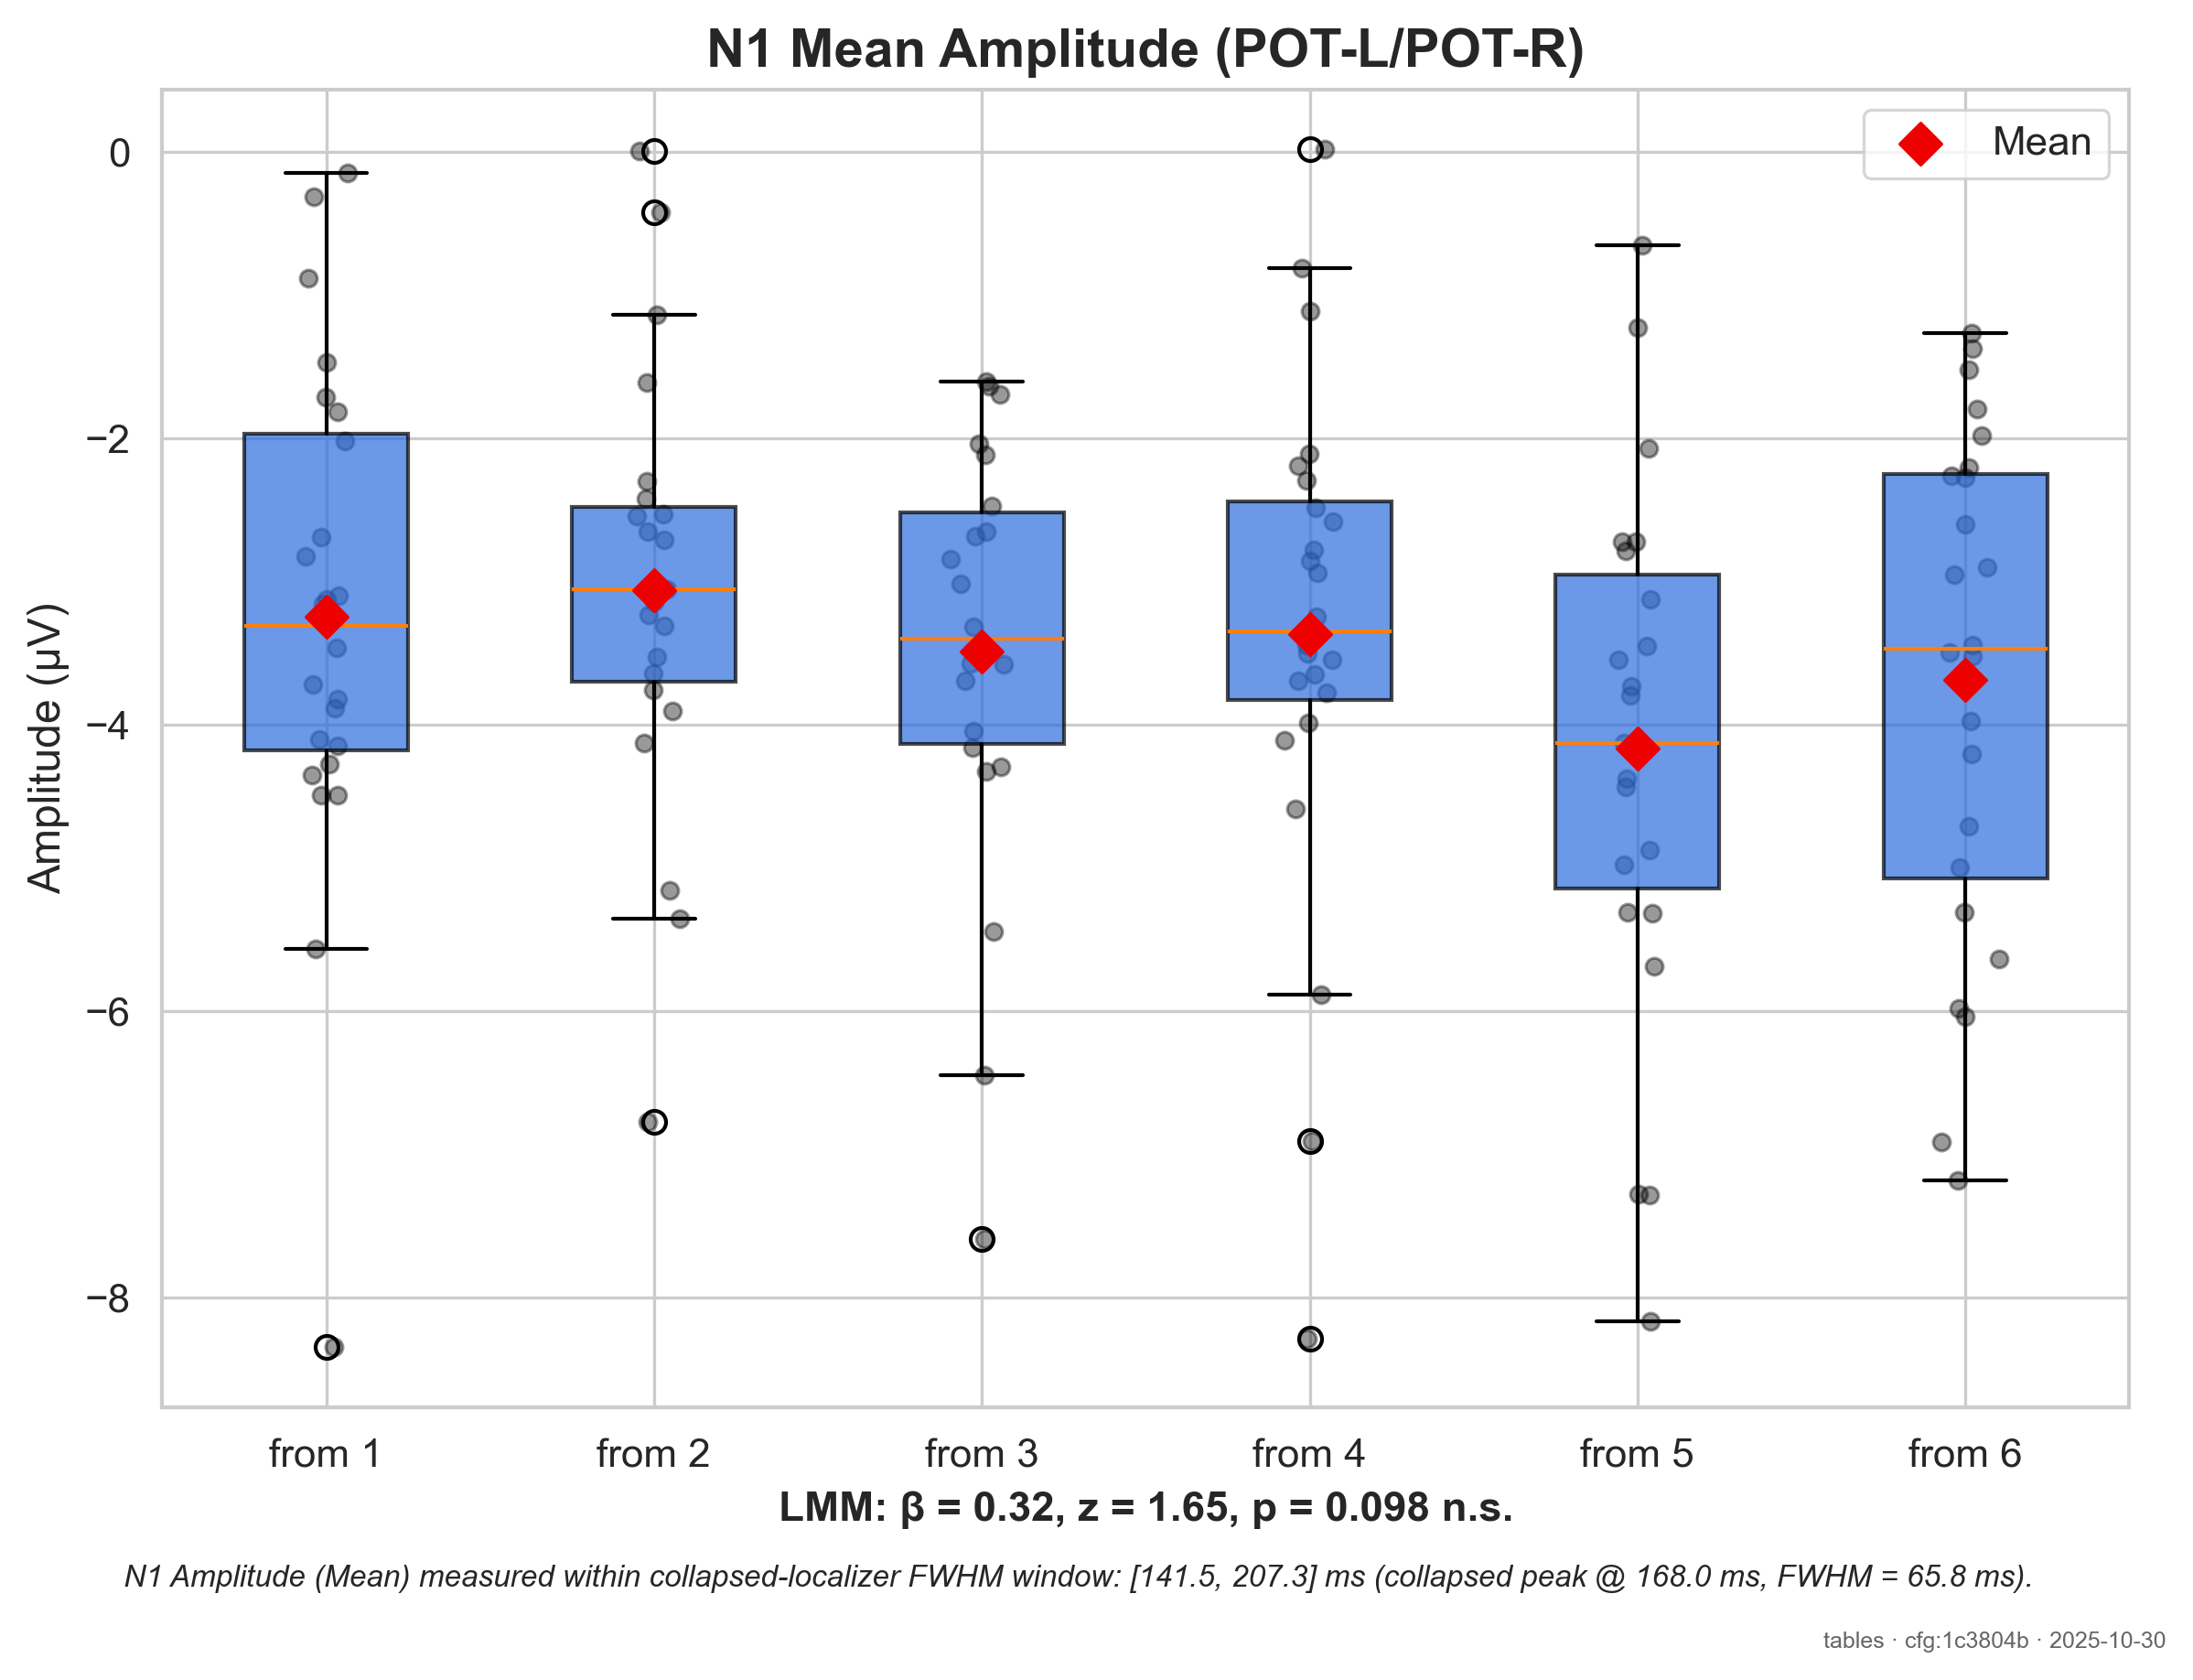 N1 Mean Amplitude (POT-L/POT-R)
Mean
0
−2
−4
−6
−8
Amplitude (µV)
from 1
from 2
from 3
from 4
from 5
from 6
LMM: β = 0.32, z = 1.65, p = 0.098 n.s.
N1 Amplitude (Mean) measured within collapsed-localizer FWHM window: [141.5, 207.3] ms (collapsed peak @ 168.0 ms, FWHM = 65.8 ms).
tables · cfg:1c3804b · 2025-10-30